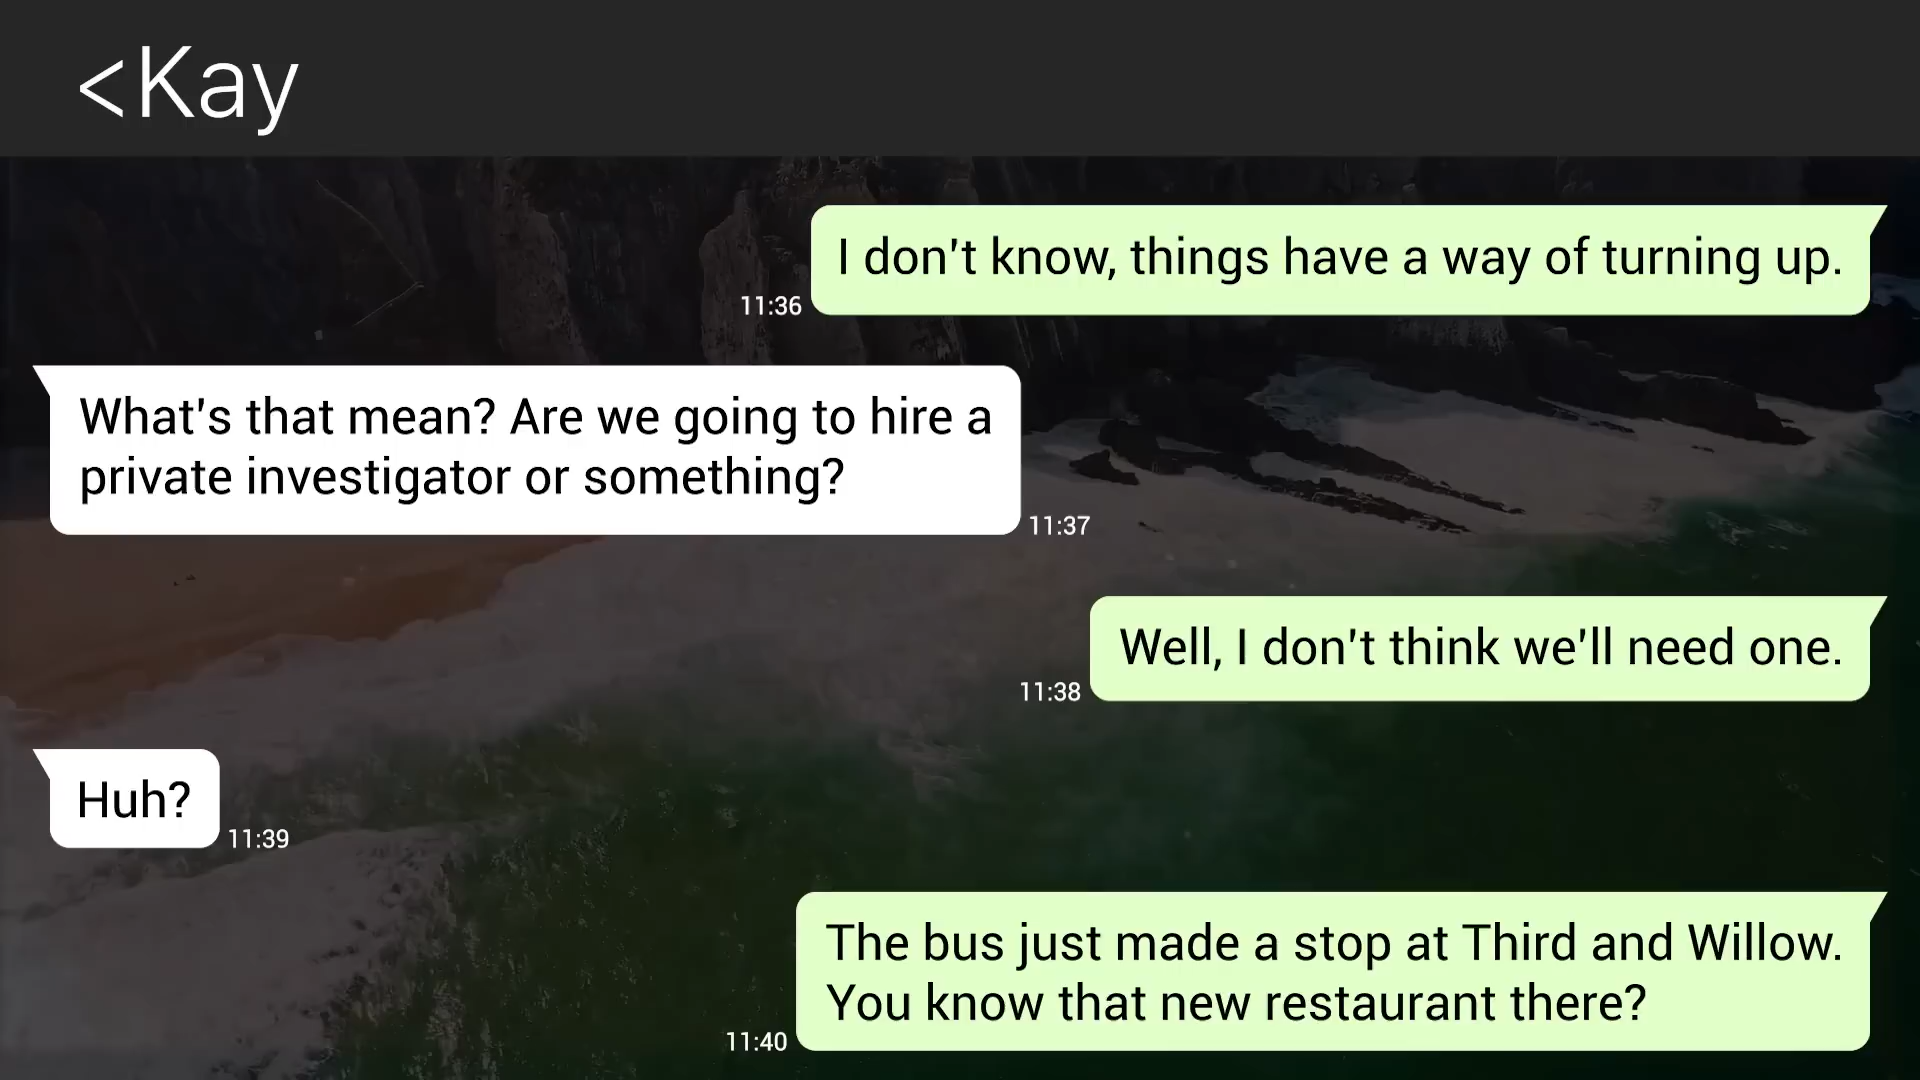 <Kay
I don't know, things have a way of turning up.
11:36
What's that mean? Are we going to hire a
private investigator or something?
11:37
Well, I don't think we'll need one.
11:38
Huh?
11:39
The bus just made a stop at Third and Willow.
You know that new restaurant there?
11:40